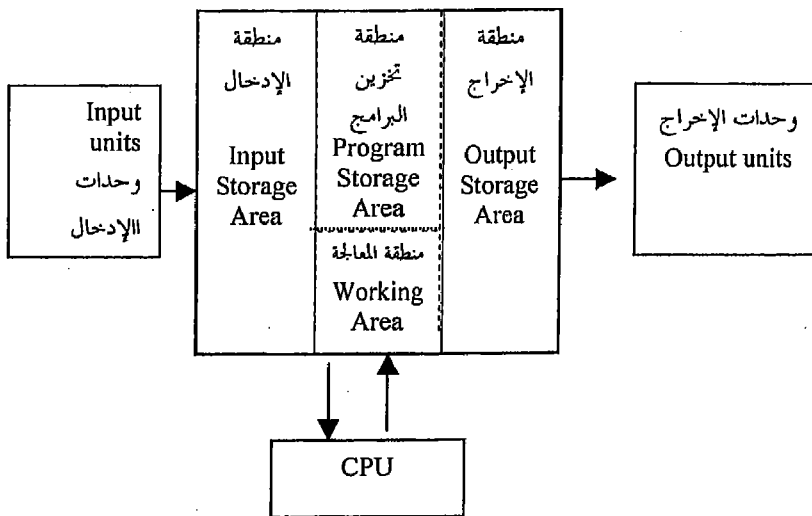 Input
units
وحدات
االإدخال
منطقة
الإدخال
Input
Storage
Area
منطقة
تخزين
البرامج
Program
Storage
Area
منطقة المعالجة
Working
Area
منطقة
الإخراج
Output
Storage
Area
وحدات الإخراج
Output units
CPU